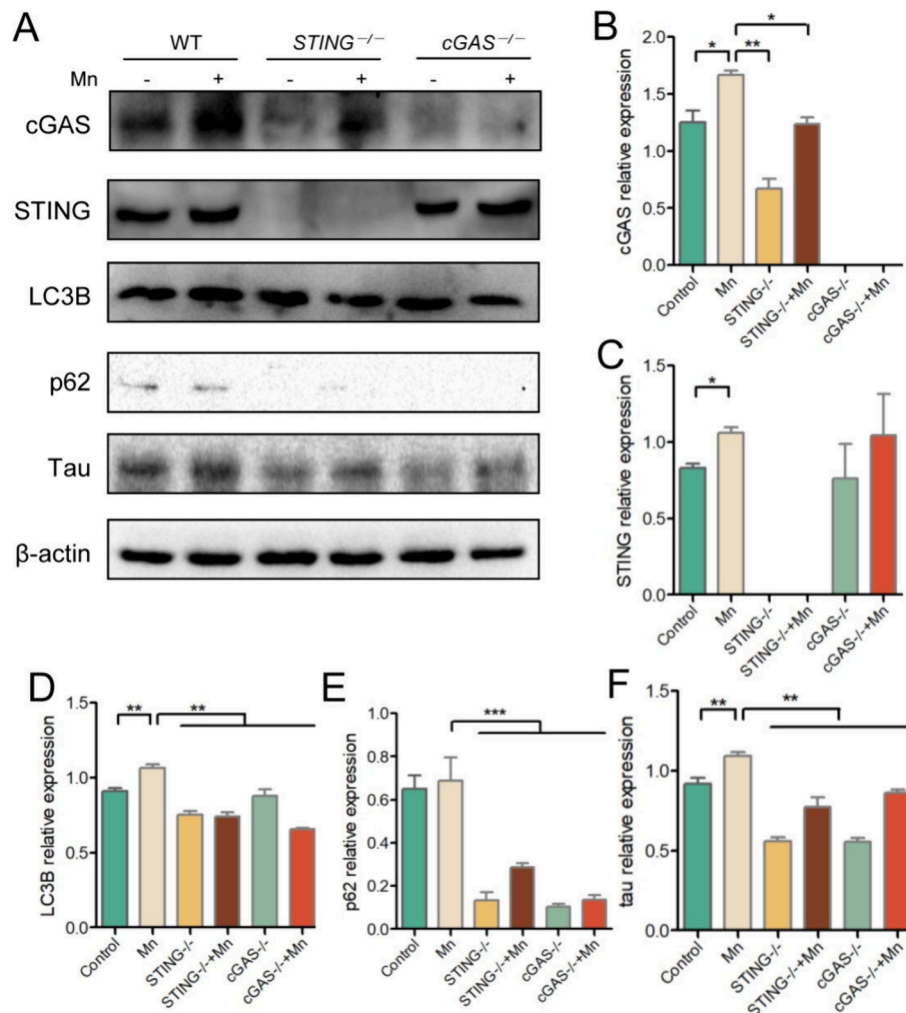 A
WT STING−/− cGAS−/−
Mn - + - + - +
cGAS
STING
LC3B
p62
Tau
β-actin
B
cGAS relative expression
2.0
1.5
1.0
0.5
0.0
* ** *
Control Mn STING-/- STING-/-+Mn cGAS-/- cGAS-/-+Mn
C
STING relative expression
1.5
1.0
0.5
0.0
*
Control Mn STING-/- STING-/-+Mn cGAS-/- cGAS-/-+Mn
D
LC3B relative expression
1.5
1.0
0.5
0.0
** **
Control Mn STING-/- STING-/-+Mn cGAS-/- cGAS-/-+Mn
E
p62 relative expression
1.0
0.8
0.6
0.4
0.2
0.0
***
Control Mn STING-/- STING-/-+Mn cGAS-/- cGAS-/-+Mn
F
tau relative expression
1.5
1.0
0.5
0.0
** **
Control Mn STING-/- STING-/-+Mn cGAS-/- cGAS-/-+Mn